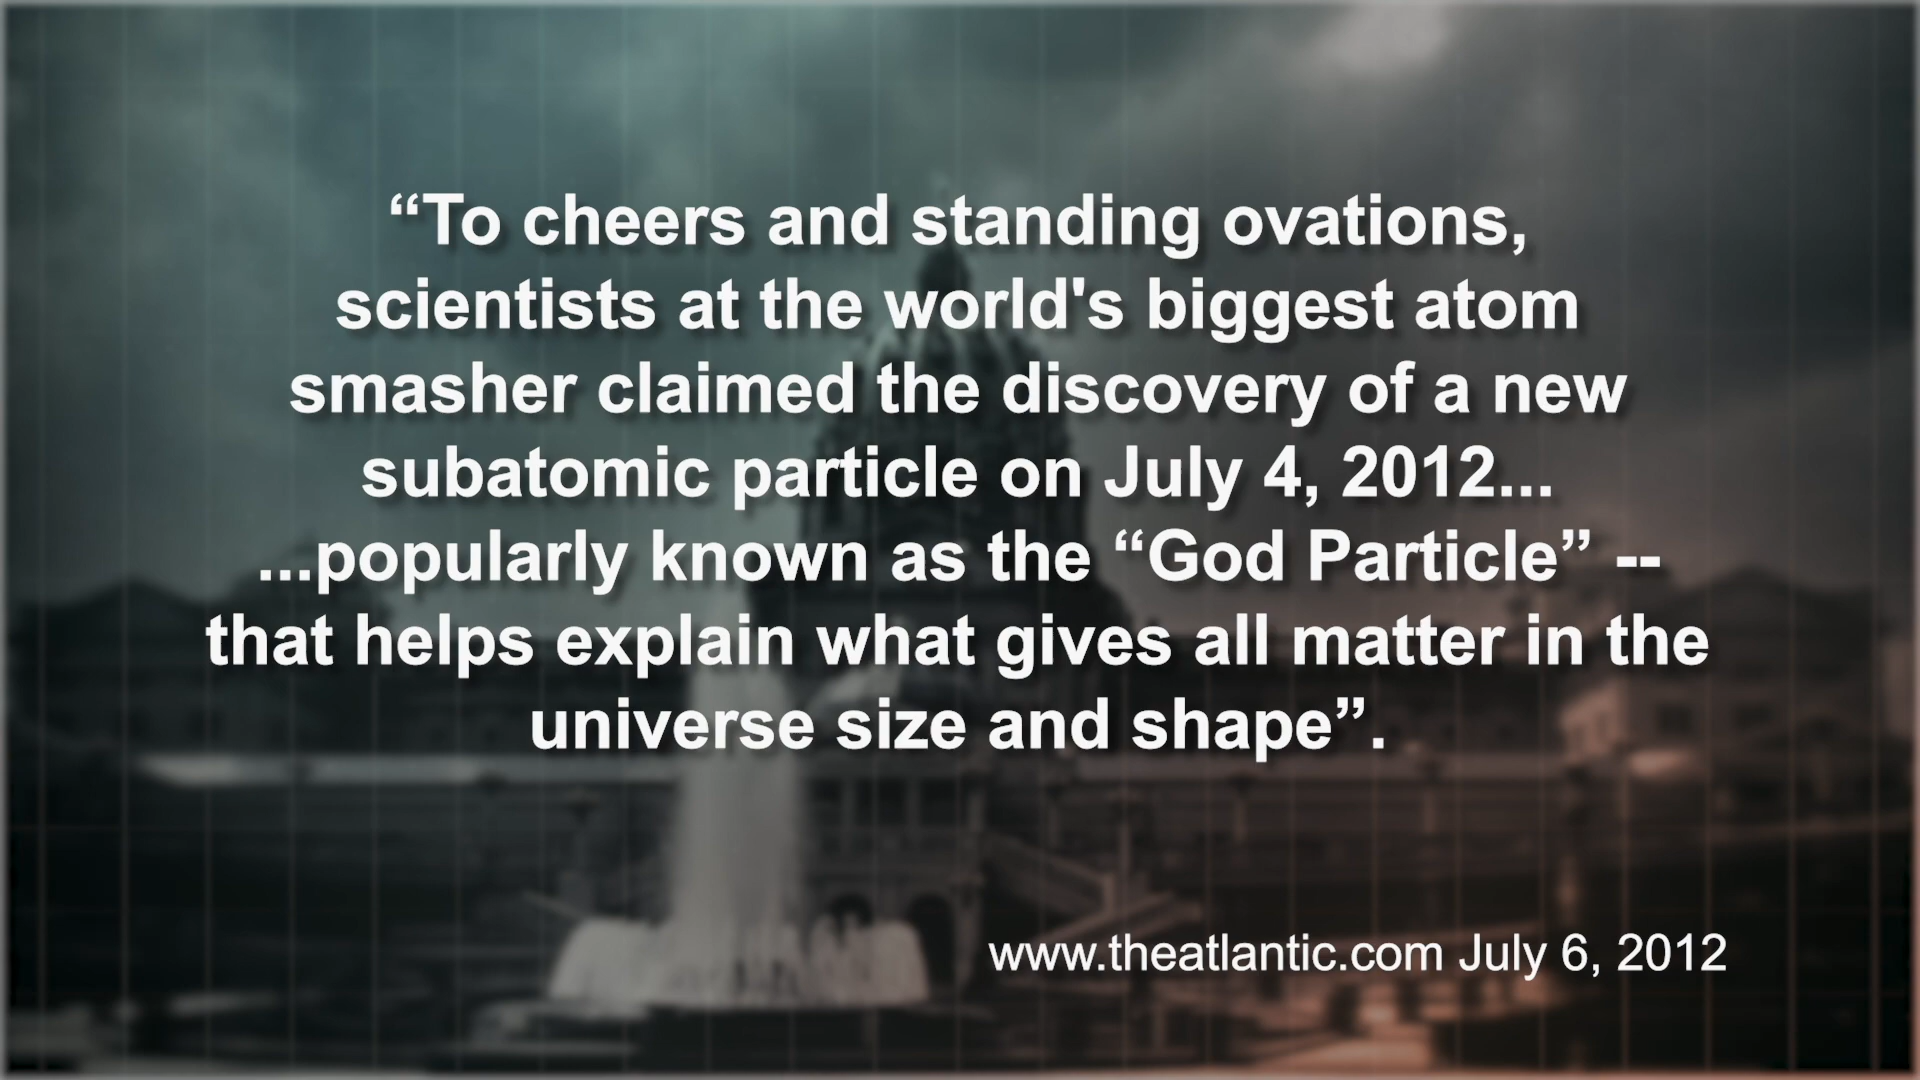 “To cheers and standing ovations,
scientists at the world's biggest atom
smasher claimed the discovery of a new
subatomic particle on July 4, 2012...
...popularly known as the “God Particle” --
that helps explain what gives all matter in the
universe size and shape”.
www.theatlantic.com July 6, 2012